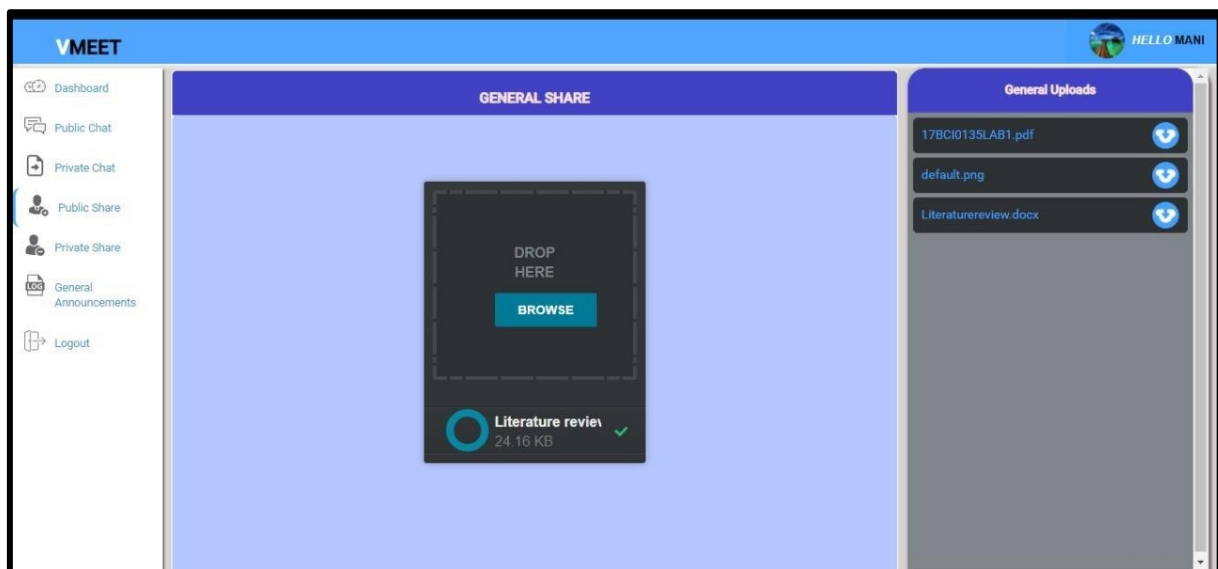 VMEET
HELLO MANI
Dashboard
Public Chat
Private Chat
Public Share
Private Share
LOG
General
Announcements
Logout
GENERAL SHARE
DROP
HERE
BROWSE
Literature review
24.16 KB
General Uploads
17BCI0135LAB1.pdf
default.png
Literaturereview.docx